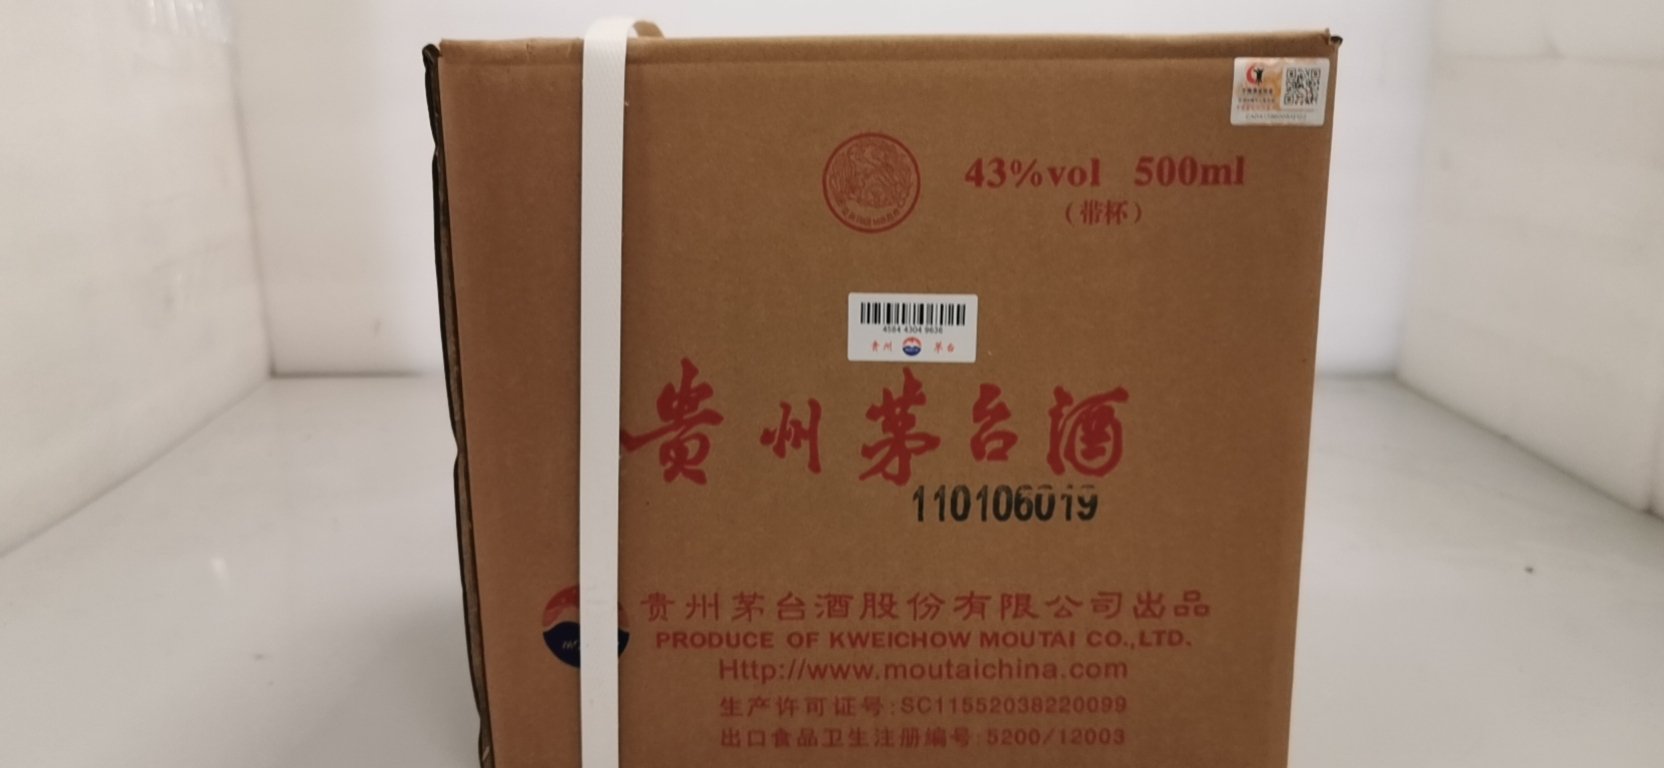 43%vol 500ml
（带杯）
4584 4304 9636
贵州 茅台
贵州茅台酒
110106019
贵州茅台酒股份有限公司出品
PRODUCE OF KWEICHOW MOUTAI CO.,LTD.
Http://www.moutaichina.com
生产许可证号:SC11552038220099
出口食品卫生注册编号:5200/12003